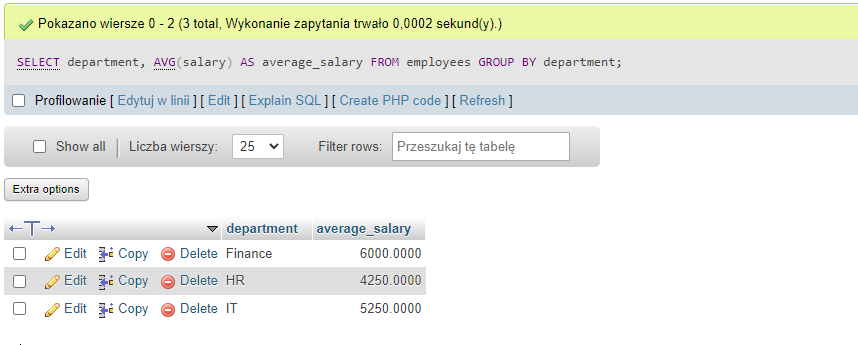 Pokazano wiersze 0 - 2 (3 total, Wykonanie zapytania trwało 0,0002 sekund(y).)
SELECT department, AVG(salary) AS average_salary FROM employees GROUP BY department;
Profilowanie [ Edytuj w linii ] [ Edit ] [ Explain SQL ] [ Create PHP code ] [ Refresh ]
Show all Liczba wierszy: 25 Filter rows: Przeszukaj tę tabelę
Extra options
department average_salary
Edit Copy Delete Finance 6000.0000
Edit Copy Delete HR 4250.0000
Edit Copy Delete IT 5250.0000